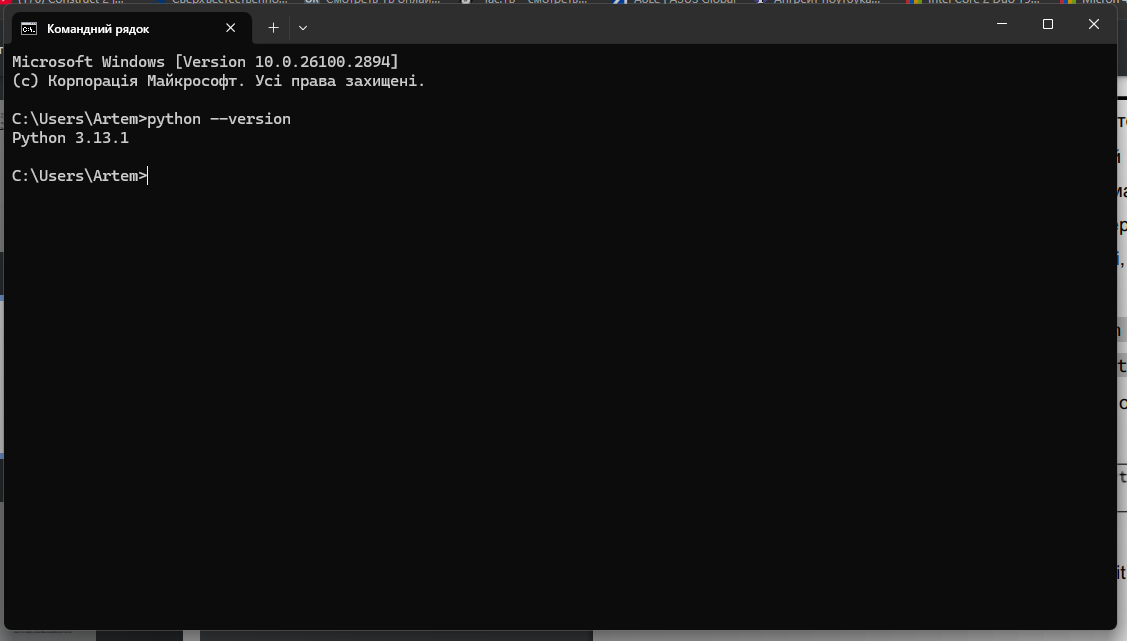 Командний рядок
Microsoft Windows [Version 10.0.26100.2894]
(c) Корпорація Майкрософт. Усі права захищені.
C:\Users\Artem>python --version
Python 3.13.1
C:\Users\Artem>